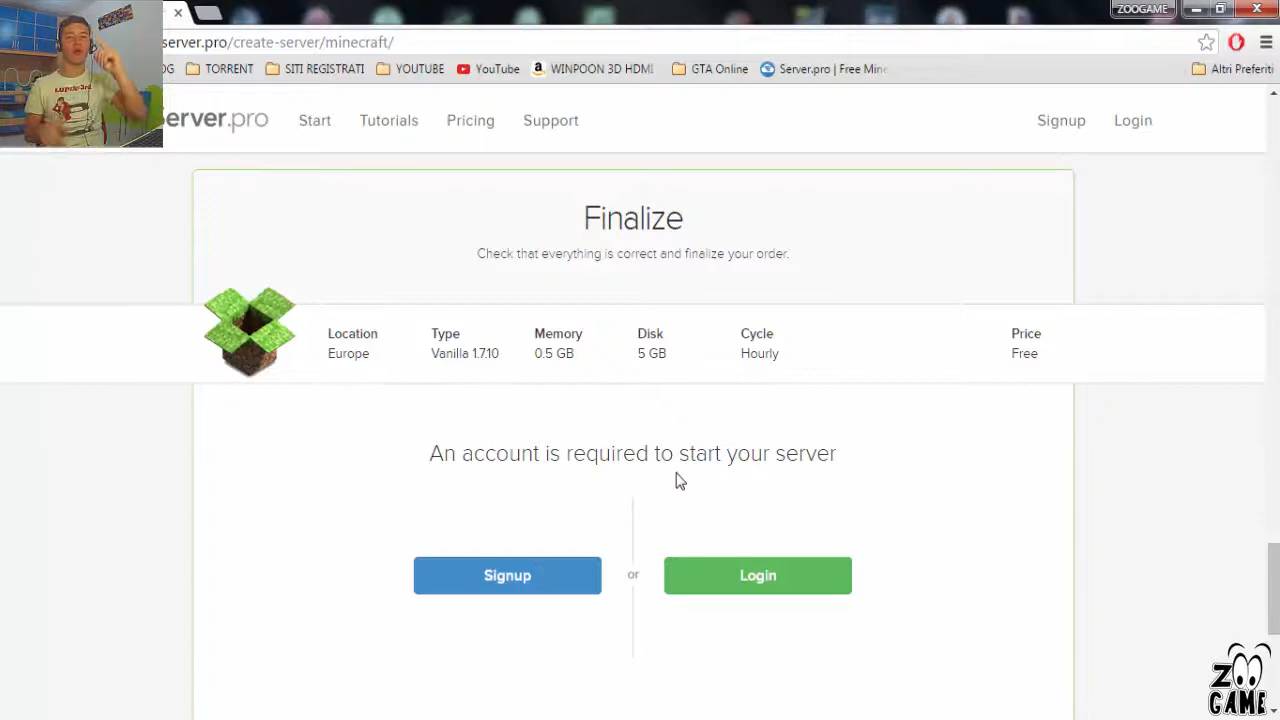 ZOOGAME
server.pro/create-server/minecraft/
TORRENT
SITI REGISTRATI
YOUTUBE
YouTube
WINPOON 3D HDMI
GTA Online
Server.pro | Free Mine
Altri Preferiti
Server.pro
Start
Tutorials
Pricing
Support
Signup
Login
Finalize
Check that everything is correct and finalize your order.
Location
Type
Memory
Disk
Cycle
Price
Europe
Vanilla 1.7.10
0.5 GB
5 GB
Hourly
Free
An account is required to start your server
Signup
or
Login
ZOO
GAME